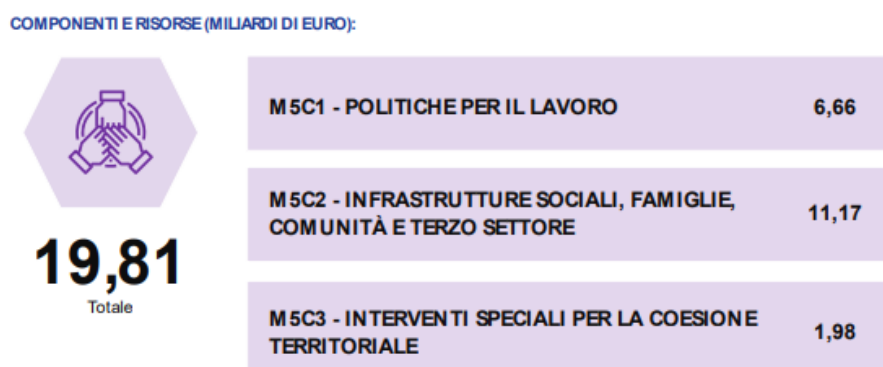 COMPONENTI E RISORSE (MILIARDI DI EURO):
M5C1 - POLITICHE PER IL LAVORO 6,66
M5C2 - INFRASTRUTTURE SOCIALI, FAMIGLIE,
COMUNITÀ E TERZO SETTORE 11,17
19,81
Totale
M5C3 - INTERVENTI SPECIALI PER LA COESIONE
TERRITORIALE 1,98